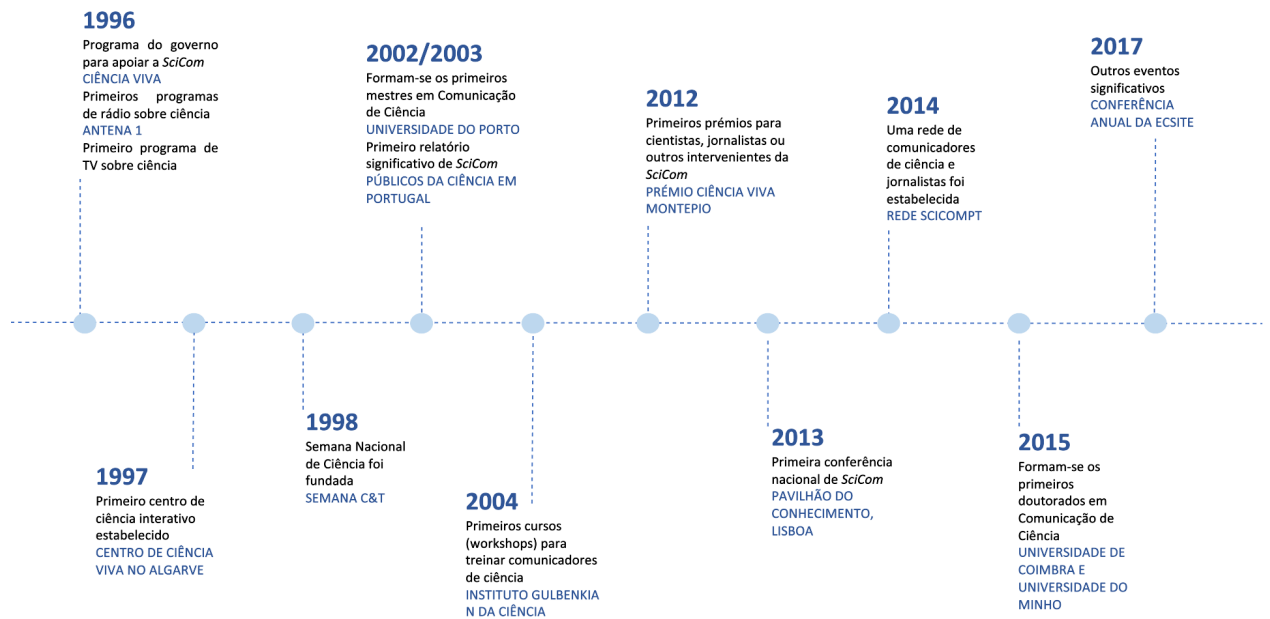 1996
Programa do governo
para apoiar a SciCom
CIÊNCIA VIVA
Primeiros programas
de rádio sobre ciência
ANTENA 1
Primeiro programa de
TV sobre ciência
2002/2003
Formam-se os primeiros
mestres em Comunicação
de Ciência
UNIVERSIDADE DO PORTO
Primeiro relatório
significativo de SciCom
PÚBLICOS DA CIÊNCIA EM
PORTUGAL
2012
Primeiros prémios para
cientistas, jornalistas ou
outros intervenientes da
SciCom
PRÉMIO CIÊNCIA VIVA
MONTEPIO
2014
Uma rede de
comunicadores
de ciência e
jornalistas foi
estabelecida
REDE SCICOMPT
2017
Outros eventos
significativos
CONFERÊNCIA
ANUAL DA ECSITE
1997
Primeiro centro de
ciência interativo
estabelecido
CENTRO DE CIÊNCIA
VIVA NO ALGARVE
1998
Semana Nacional
de Ciência foi
fundada
SEMANA C&T
2004
Primeiros cursos
(workshops) para
treinar comunicadores
de ciência
INSTITUTO GULBENKIA
N DA CIÊNCIA
2013
Primeira conferência
nacional de SciCom
PAVILHÃO DO
CONHECIMENTO,
LISBOA
2015
Formam-se os
primeiros
doutorados em
Comunicação de
Ciência
UNIVERSIDADE DE
COIMBRA E
UNIVERSIDADE DO
MINHO